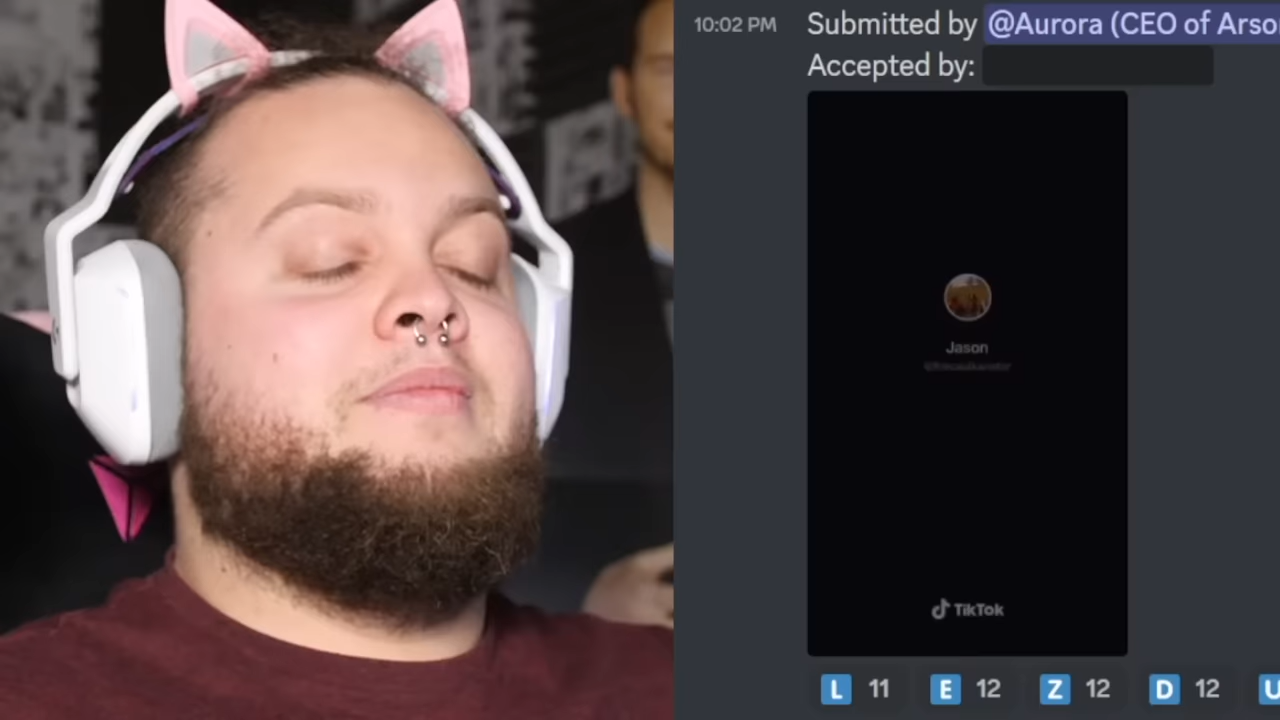 10:02 PM
Submitted by @Aurora (CEO of Arso
Accepted by:
Jason
TikTok
L 11 E 12 Z 12 D 12 U